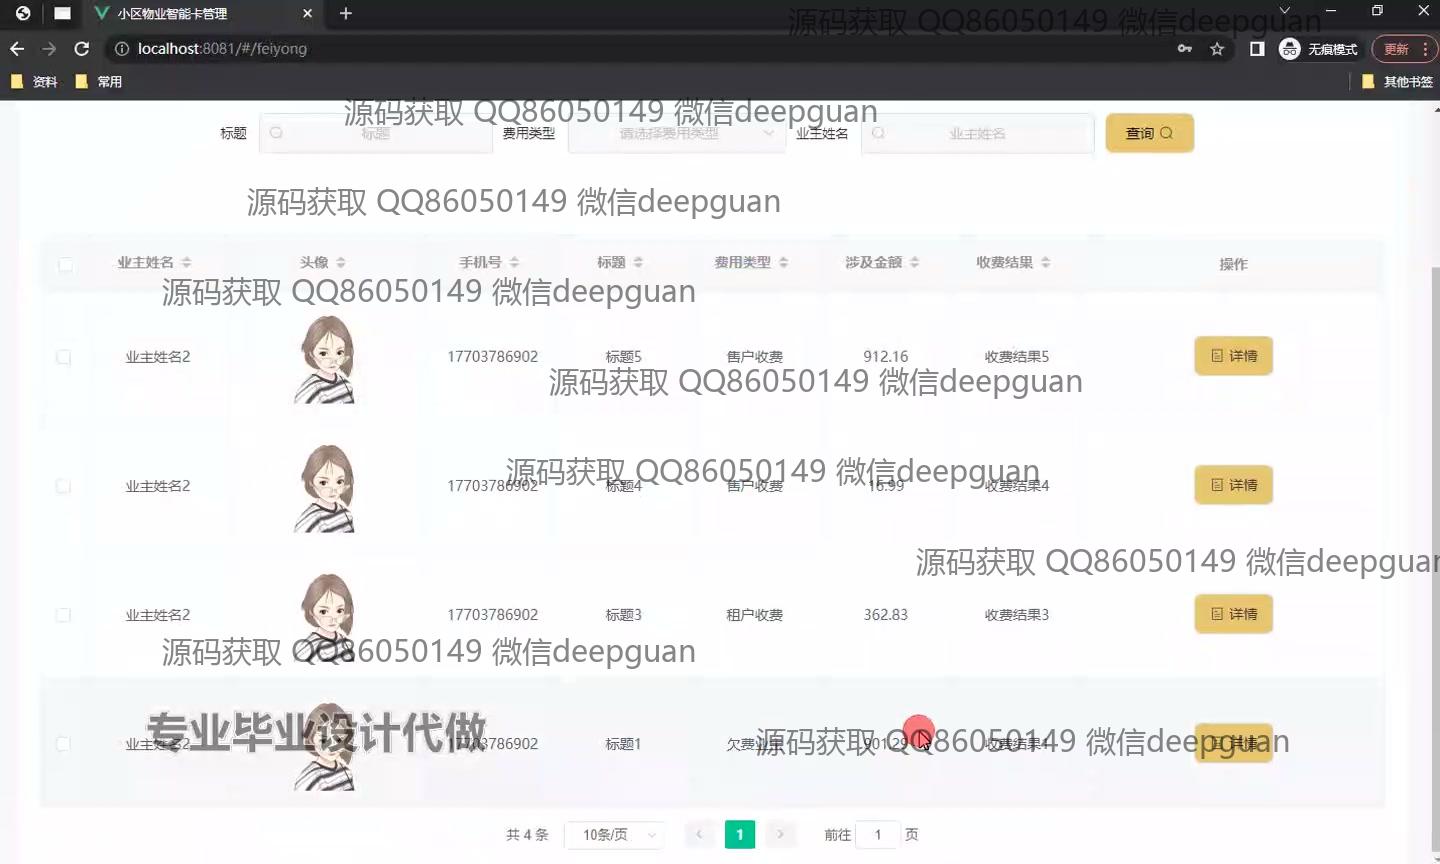 小区物业智能卡管理
源码获取 QQ86050149 微信deepguan
localhost:8081/#/feiyong
无痕模式
更新
资料
常用
其他书签
源码获取 QQ86050149 微信deepguan
标题
标题
费用类型
请选择费用类型
业主姓名
业主姓名
查询
源码获取 QQ86050149 微信deepguan
业主姓名 头像 手机号 标题 费用类型 涉及金额 收费结果 操作
源码获取 QQ86050149 微信deepguan
业主姓名2 17703786902 标题5 售户收费 912.16 收费结果5 详情
源码获取 QQ86050149 微信deepguan
源码获取 QQ86050149 微信deepguan
业主姓名2 17703786902 标题4 售户收费 16.99 收费结果4 详情
源码获取 QQ86050149 微信deepguan
业主姓名2 17703786902 标题3 租户收费 362.83 收费结果3 详情
源码获取 QQ86050149 微信deepguan
专业毕业设计代做
源码获取 QQ86050149 微信deepguan
业主姓名2 17703786902 标题1 欠费业主 901.29 收费结果1 详情
共 4 条 10条/页 1 前往 1 页